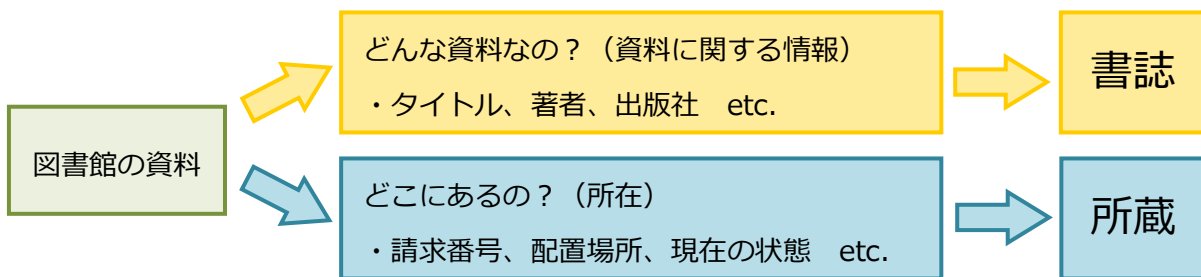 図書館の資料
どんな資料なの？（資料に関する情報）
・タイトル、著者、出版社　etc.
書誌
どこにあるの？（所在）
・請求番号、配置場所、現在の状態　etc.
所蔵